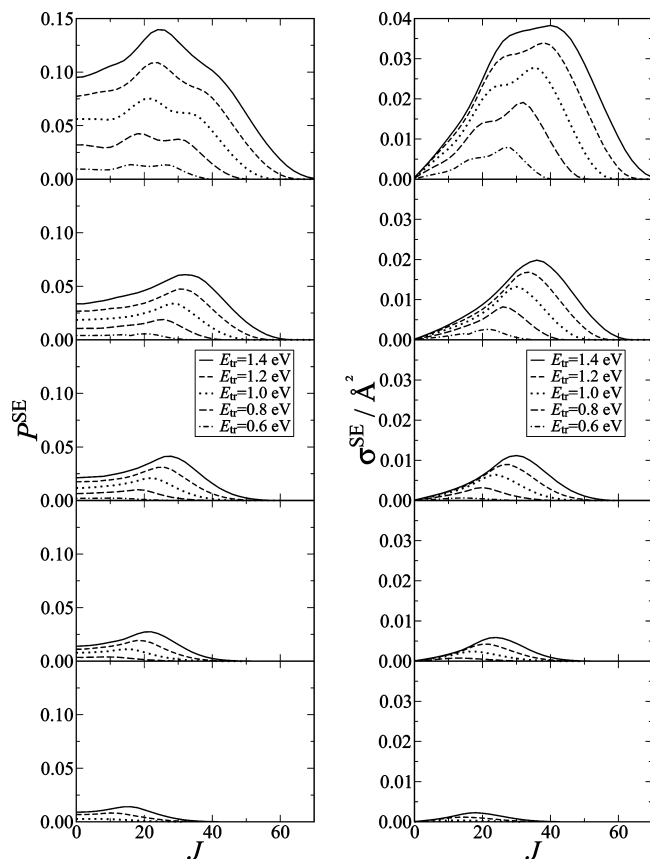 0.15
0.10
0.05
0.00
0.10
0.05
0.00
0.10
0.05
0.00
0.10
0.05
0.00
0.10
0.05
0.00
0 20 40 60
J
P^SE
E_tr=1.4 eV
E_tr=1.2 eV
E_tr=1.0 eV
E_tr=0.8 eV
E_tr=0.6 eV
0.04
0.03
0.02
0.01
0.00
0.03
0.02
0.01
0.00
0.03
0.02
0.01
0.00
0.03
0.02
0.01
0.00
0.03
0.02
0.01
0.00
0 20 40 60
J
σ^SE / Å²
E_tr=1.4 eV
E_tr=1.2 eV
E_tr=1.0 eV
E_tr=0.8 eV
E_tr=0.6 eV